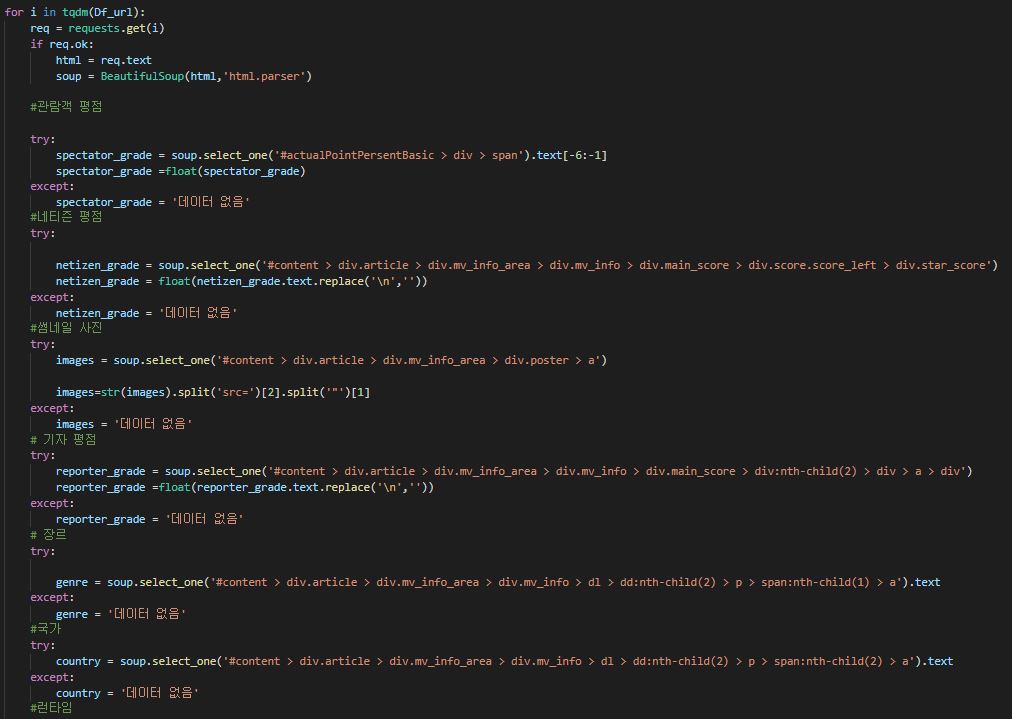 for i in tqdm(Df_url):
req = requests.get(i)
if req.ok:
html = req.text
soup = BeautifulSoup(html,'html.parser')
#관람객 평점
try:
spectator_grade = soup.select_one('#actualPointPersentBasic > div > span').text[-6:-1]
spectator_grade =float(spectator_grade)
except:
spectator_grade = '데이터 없음'
#네티즌 평점
try:
netizen_grade = soup.select_one('#content > div.article > div.mv_info_area > div.mv_info > div.main_score > div.score.score_left > div.star_score')
netizen_grade = float(netizen_grade.text.replace('\n',''))
except:
netizen_grade = '데이터 없음'
#썸네일 사진
try:
images = soup.select_one('#content > div.article > div.mv_info_area > div.poster > a')
images=str(images).split('src=')[2].split('"')[1]
except:
images = '데이터 없음'
# 기자 평점
try:
reporter_grade = soup.select_one('#content > div.article > div.mv_info_area > div.mv_info > div.main_score > div:nth-child(2) > div > a > div')
reporter_grade =float(reporter_grade.text.replace('\n',''))
except:
reporter_grade = '데이터 없음'
# 장르
try:
genre = soup.select_one('#content > div.article > div.mv_info_area > div.mv_info > dl > dd:nth-child(2) > p > span:nth-child(1) > a').text
except:
genre = '데이터 없음'
#국가
try:
country = soup.select_one('#content > div.article > div.mv_info_area > div.mv_info > dl > dd:nth-child(2) > p > span:nth-child(2) > a').text
except:
country = '데이터 없음'
#런타임